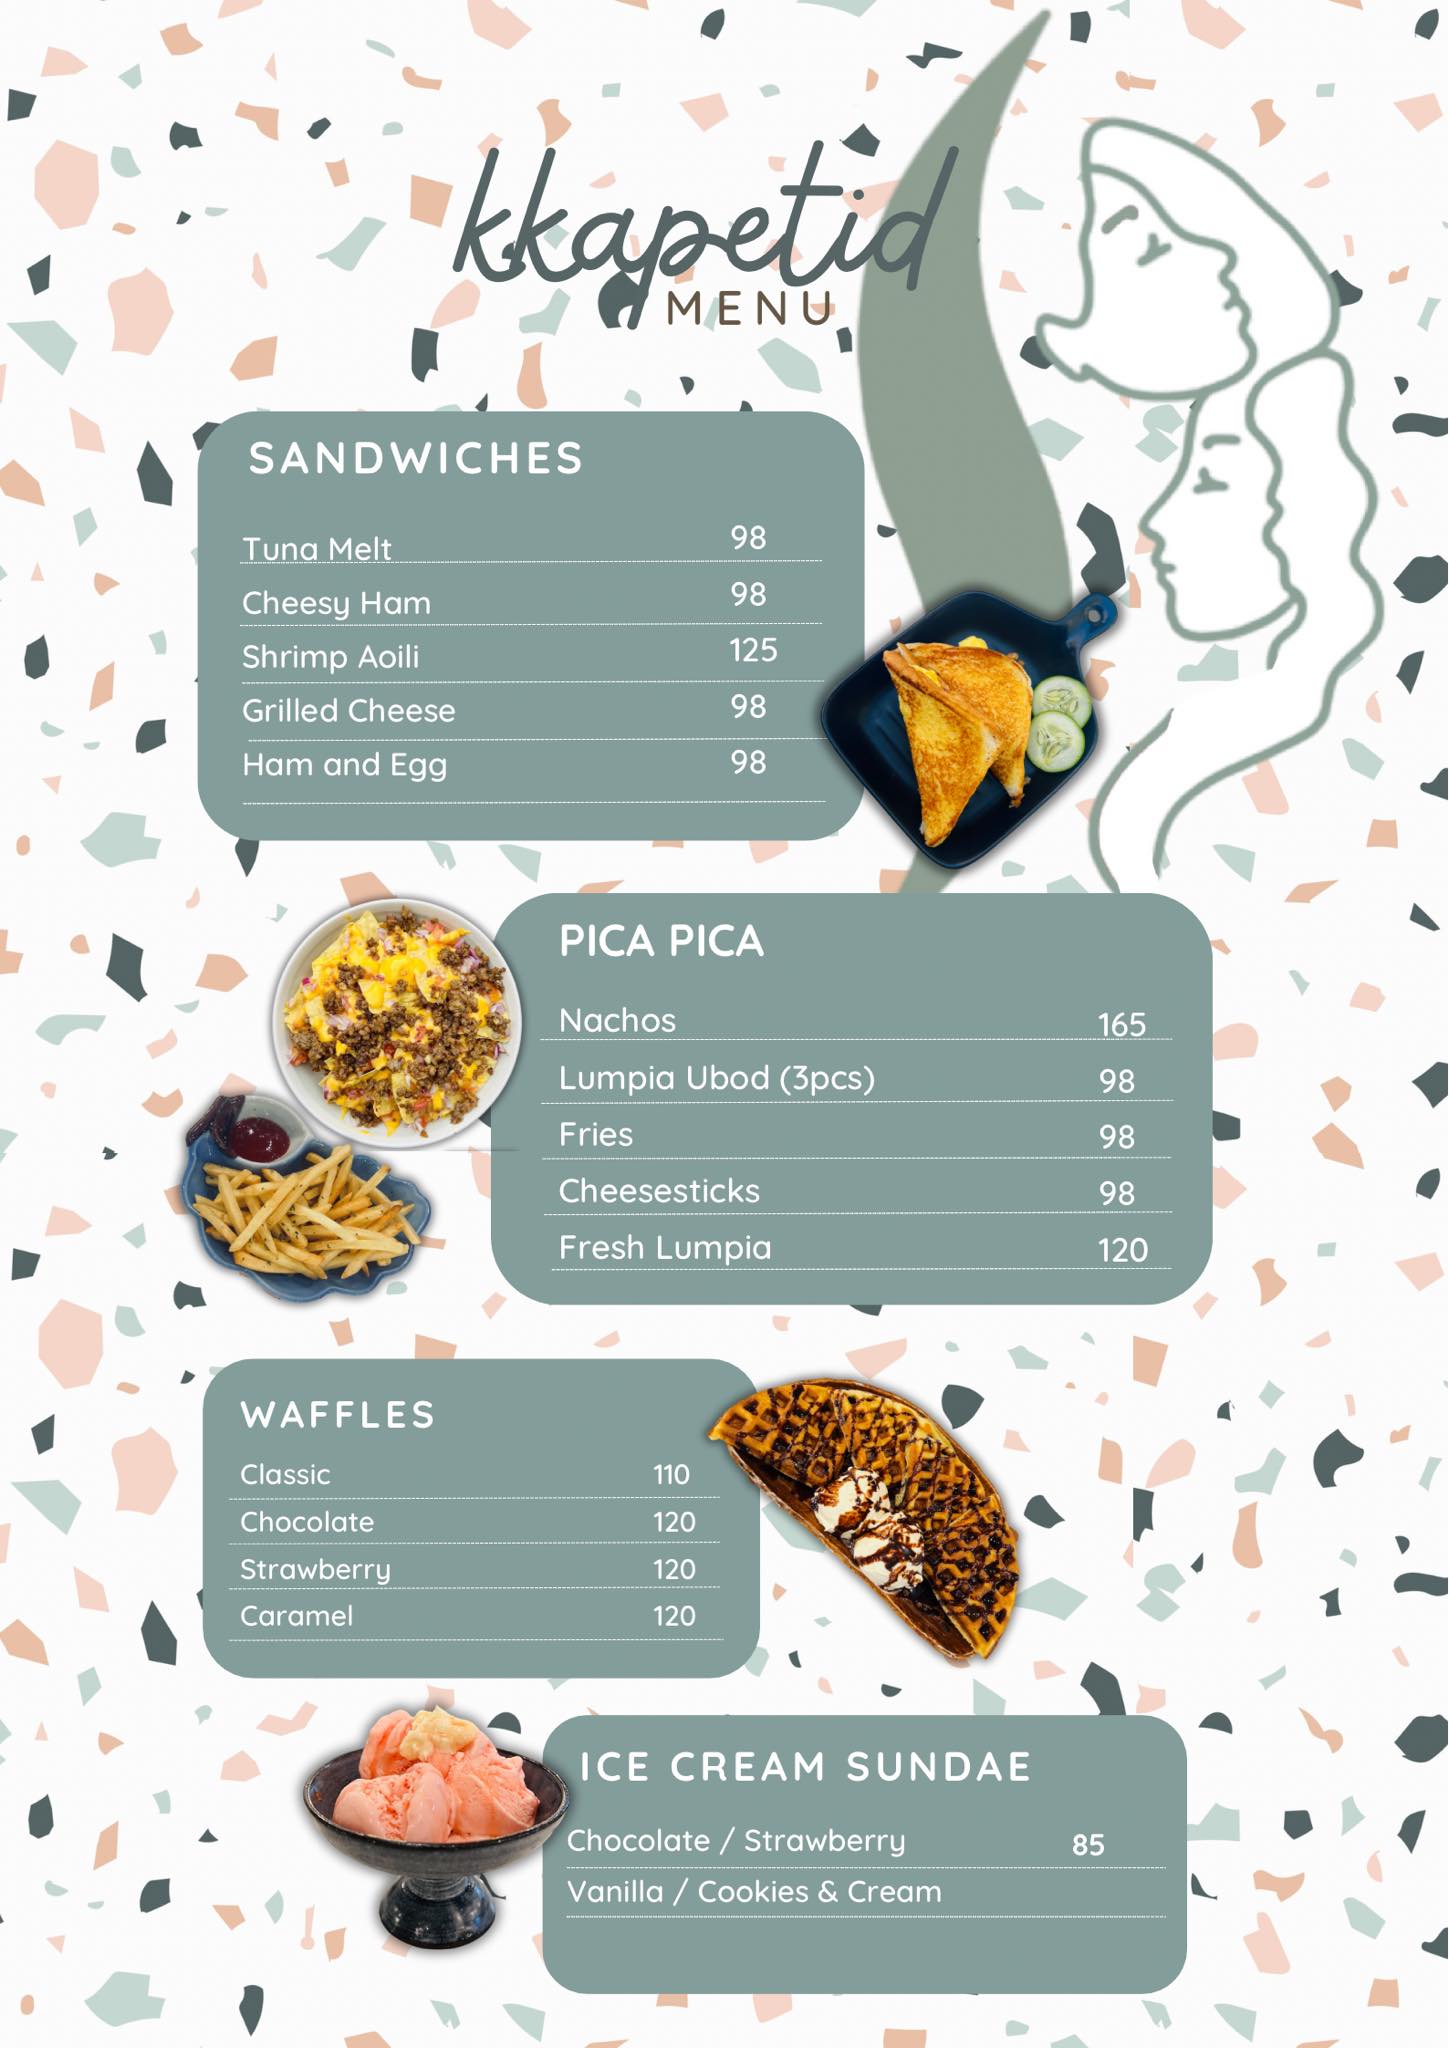 kkapetid
MENU
SANDWICHES
Tuna Melt 98
Cheesy Ham 98
Shrimp Aoili 125
Grilled Cheese 98
Ham and Egg 98
PICA PICA
Nachos 165
Lumpia Ubod (3pcs) 98
Fries 98
Cheesesticks 98
Fresh Lumpia 120
WAFFLES
Classic 110
Chocolate 120
Strawberry 120
Caramel 120
ICE CREAM SUNDAE
Chocolate / Strawberry 85
Vanilla / Cookies & Cream